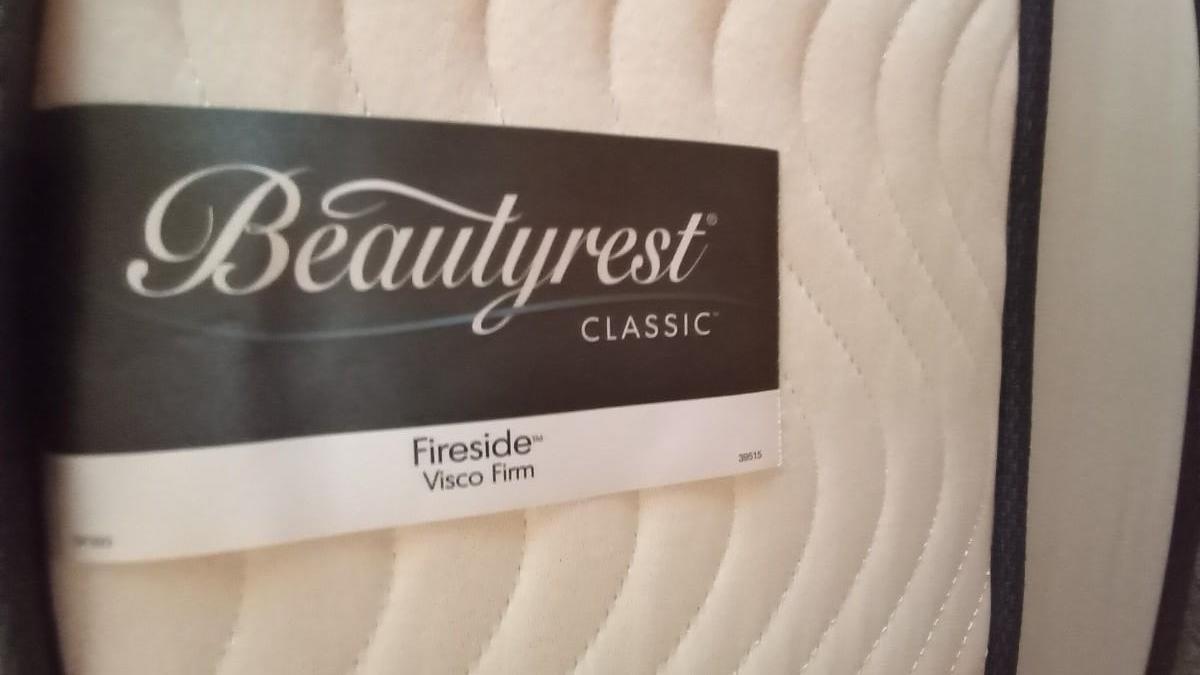 Beautyrest®
CLASSIC™
Fireside™
Visco Firm
39515